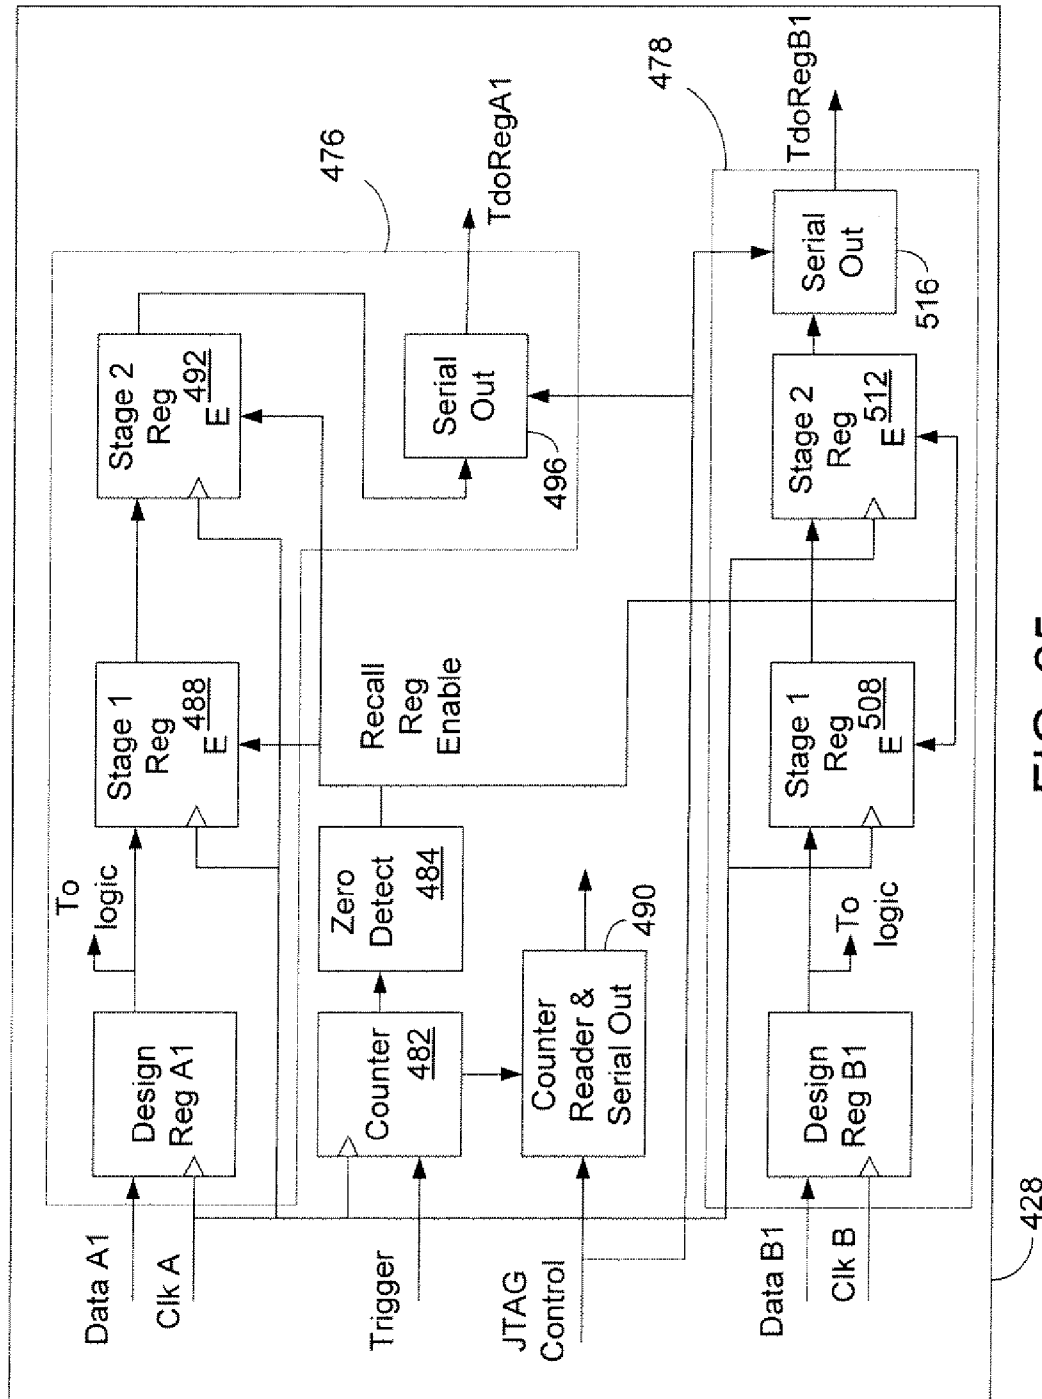 Data A1
Clk A
Design
Reg A1
To
logic
Stage 1
Reg
E 488
Stage 2
Reg
E 492
476
Trigger
Counter
482
Zero
Detect
484
Recall
Reg
Enable
Serial
Out
496
TdoRegA1
JTAG
Control
Counter
Reader &
Serial Out
490
Data B1
Clk B
Design
Reg B1
To
logic
Stage 1
Reg
E 508
Stage 2
Reg
E 512
Serial
Out
516
478
TdoRegB1
428